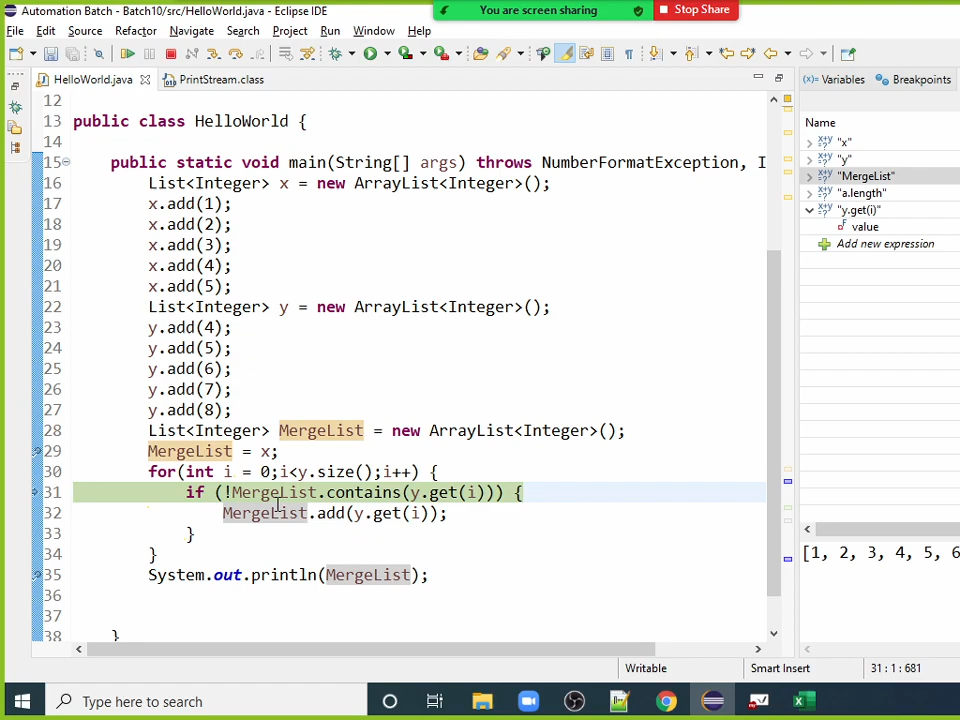 Automation Batch - Batch10/src/HelloWorld.java - Eclipse IDE
You are screen sharing
Stop Share
File Edit Source Refactor Navigate Search Project Run Window Help
HelloWorld.java
PrintStream.class
(x)= Variables
Breakpoints
12
13 public class HelloWorld {
14
15 public static void main(String[] args) throws NumberFormatException, I
16 List<Integer> x = new ArrayList<Integer>();
17 x.add(1);
18 x.add(2);
19 x.add(3);
20 x.add(4);
21 x.add(5);
22 List<Integer> y = new ArrayList<Integer>();
23 y.add(4);
24 y.add(5);
25 y.add(6);
26 y.add(7);
27 y.add(8);
28 List<Integer> MergeList = new ArrayList<Integer>();
29 MergeList = x;
30 for(int i = 0;i<y.size();i++) {
31 if (!MergeList.contains(y.get(i))) {
32 MergeList.add(y.get(i));
33 }
34 }
35 System.out.println(MergeList);
36
37
38 }
Name
"x"
"y"
"MergeList"
"a.length"
"y.get(i)"
value
Add new expression
[1, 2, 3, 4, 5, 6
Writable
Smart Insert
31 : 1 : 681
Type here to search